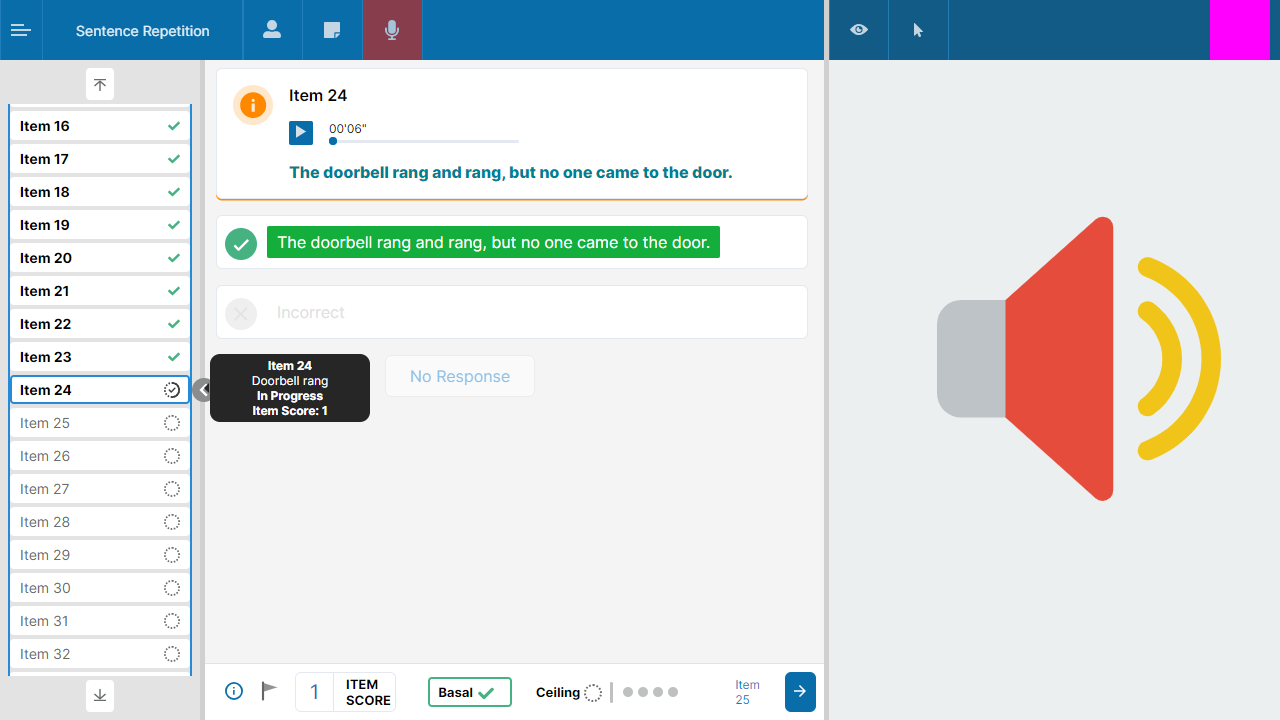 Sentence Repetition
Item 16
Item 17
Item 18
Item 19
Item 20
Item 21
Item 22
Item 23
Item 24
Item 25
Item 26
Item 27
Item 28
Item 29
Item 30
Item 31
Item 32
Item 24
00'06"
The doorbell rang and rang, but no one came to the door.
The doorbell rang and rang, but no one came to the door.
Incorrect
Item 24
Doorbell rang
In Progress
Item Score: 1
No Response
1
ITEM
SCORE
Basal
Ceiling
Item
25